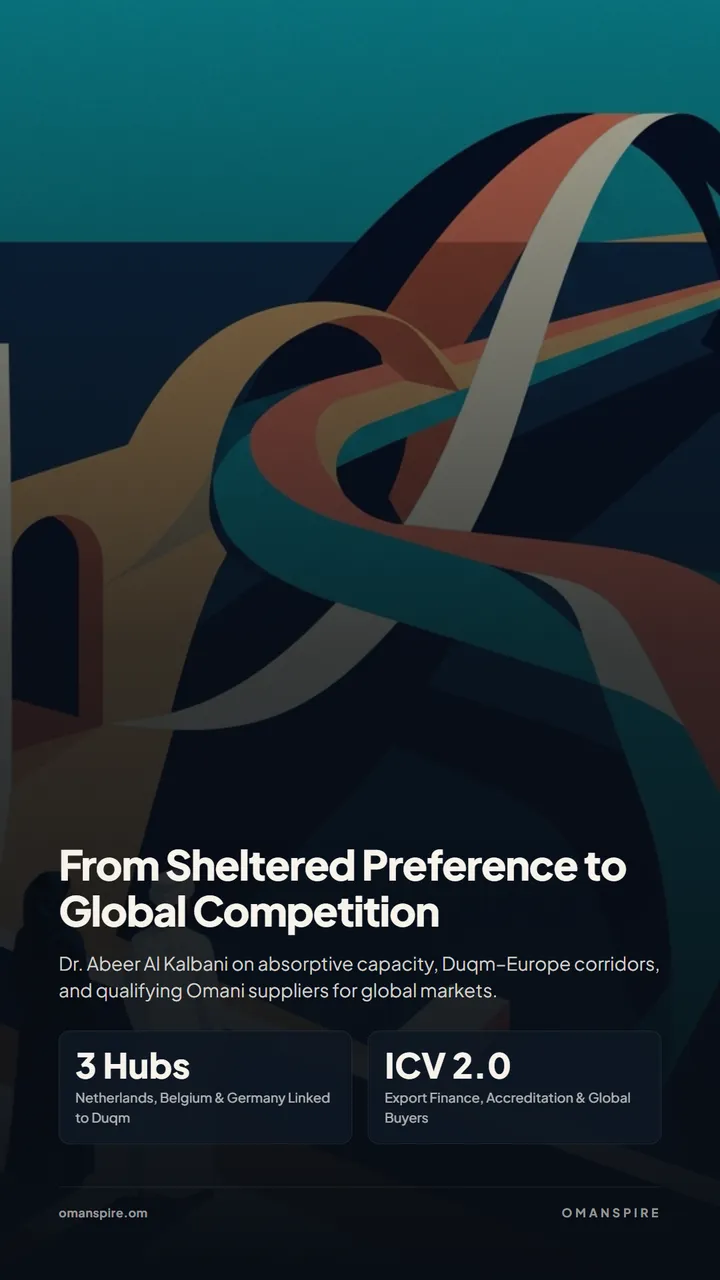 From Sheltered Preference to
Global Competition
Dr. Abeer Al Kalbani on absorptive capacity, Duqm–Europe corridors,
and qualifying Omani suppliers for global markets.
3 Hubs
Netherlands, Belgium & Germany Linked
to Duqm
ICV 2.0
Export Finance, Accreditation & Global
Buyers
omanspire.om
OMANSPIRE